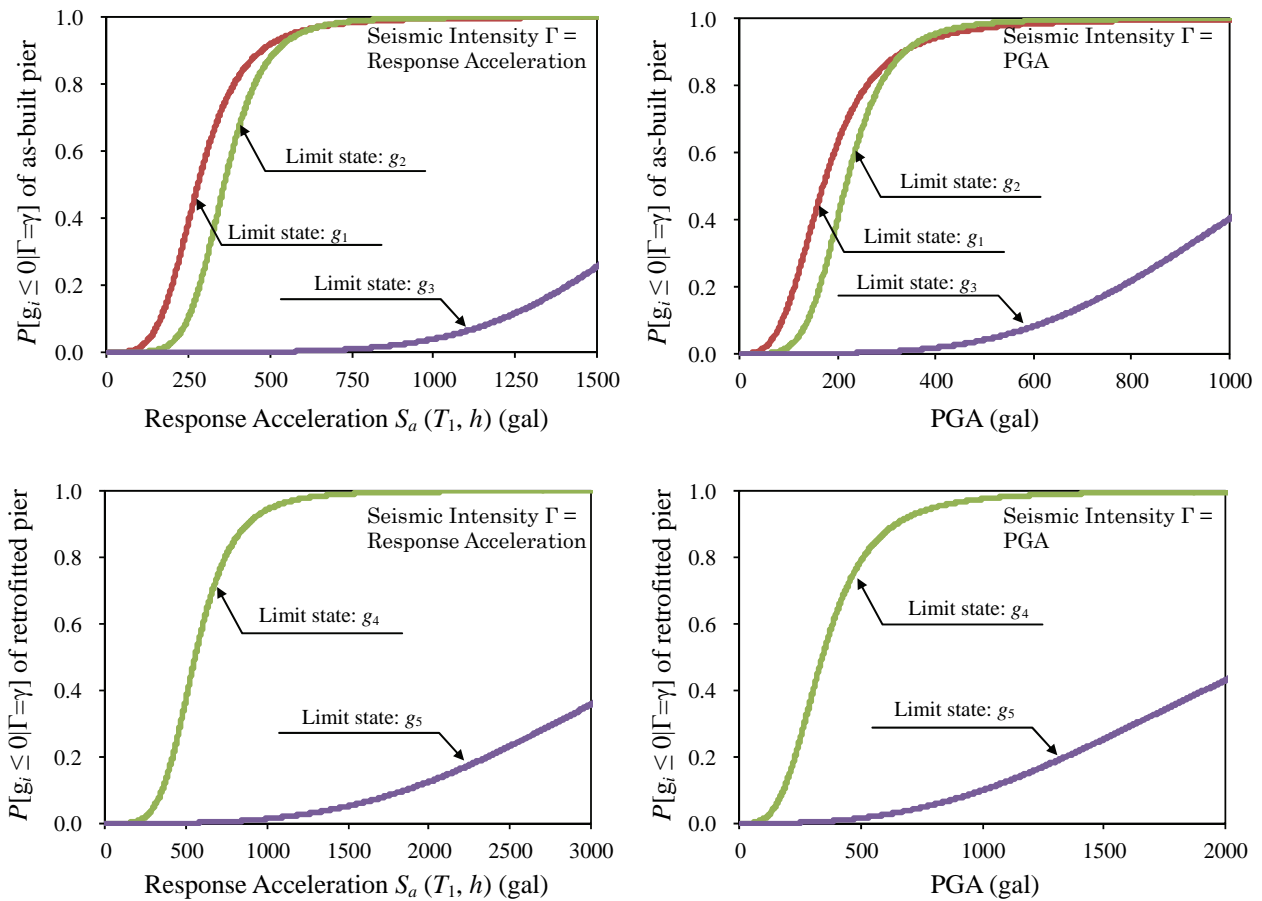 P[gi ≤ 0|Γ=γ] of as-built pier
1.0
0.8
0.6
0.4
0.2
0.0
Seismic Intensity Γ =
Response Acceleration
Limit state: g2
Limit state: g1
Limit state: g3
0 250 500 750 1000 1250 1500
Response Acceleration Sa (T1, h) (gal)
P[gi ≤ 0|Γ=γ] of as-built pier
1.0
0.8
0.6
0.4
0.2
0.0
Seismic Intensity Γ =
PGA
Limit state: g2
Limit state: g1
Limit state: g3
0 200 400 600 800 1000
PGA (gal)
P[gi ≤ 0|Γ=γ] of retrofitted pier
1.0
0.8
0.6
0.4
0.2
0.0
Seismic Intensity Γ =
Response Acceleration
Limit state: g4
Limit state: g5
0 500 1000 1500 2000 2500 3000
Response Acceleration Sa (T1, h) (gal)
P[gi ≤ 0|Γ=γ] of retrofitted pier
1.0
0.8
0.6
0.4
0.2
0.0
Seismic Intensity Γ =
PGA
Limit state: g4
Limit state: g5
0 500 1000 1500 2000
PGA (gal)